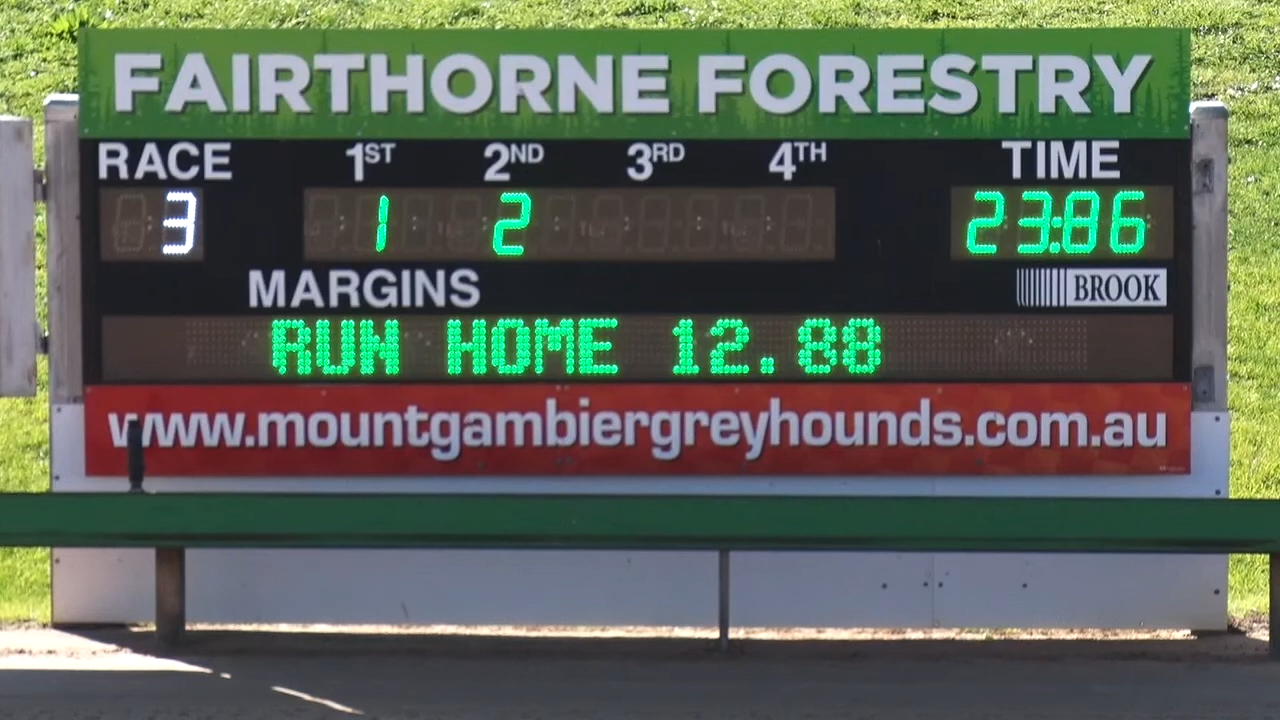 FAIRTHORNE FORESTRY
RACE 1ST 2ND 3RD 4TH TIME
3 1 2 23:86
MARGINS BROOK
RUN HOME 12.88
www.mountgambiergreyhounds.com.au